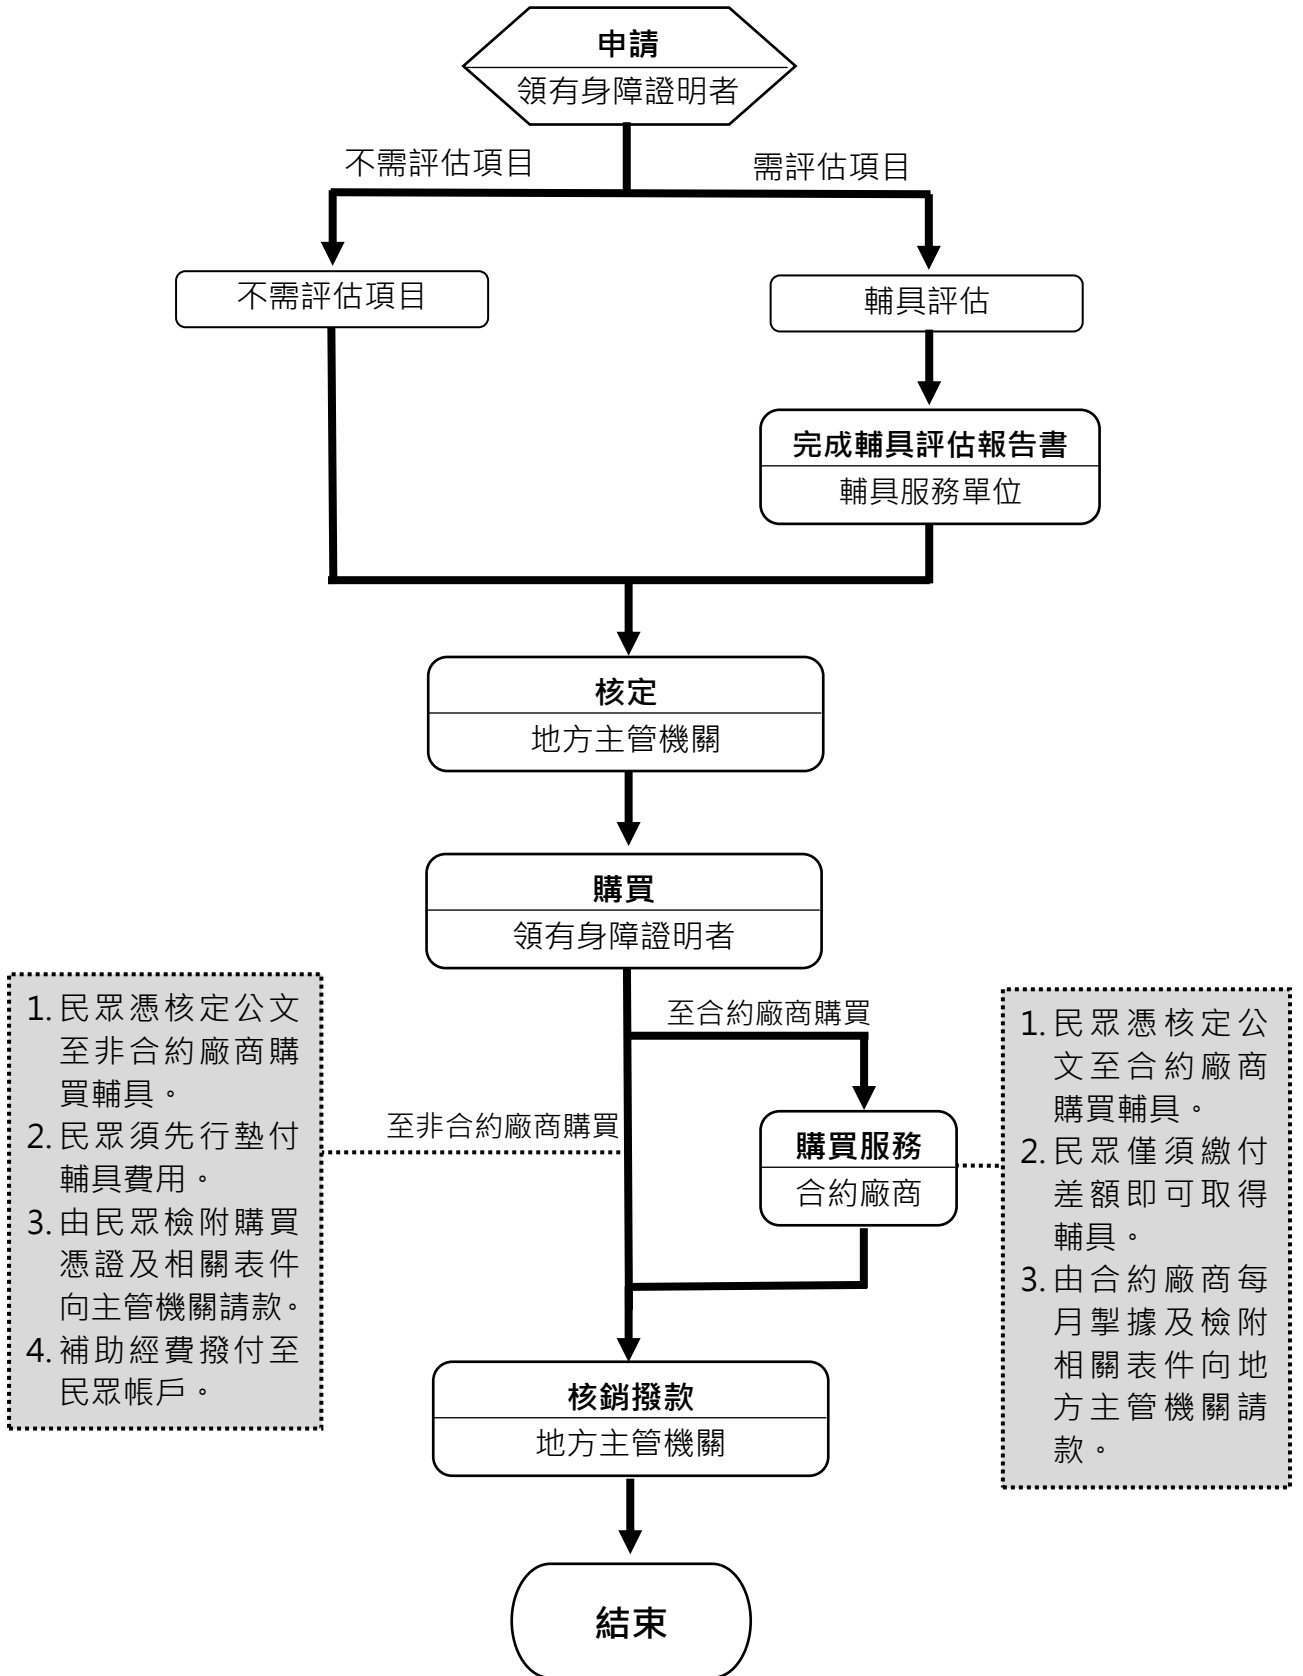 申請
領有身障證明者
不需評估項目
需評估項目
不需評估項目
輔具評估
完成輔具評估報告書
輔具服務單位
核定
地方主管機關
購買
領有身障證明者
至合約廠商購買
至非合約廠商購買
購買服務
合約廠商
1. 民眾憑核定公文
至非合約廠商購
買輔具。
2. 民眾須先行墊付
輔具費用。
3. 由民眾檢附購買
憑證及相關表件
向主管機關請款。
4. 補助經費撥付至
民眾帳戶。
1. 民眾憑核定公
文至合約廠商
購買輔具。
2. 民眾僅須繳付
差額即可取得
輔具。
3. 由合約廠商每
月掣據及檢附
相關表件向地
方主管機關請
款。
核銷撥款
地方主管機關
結束